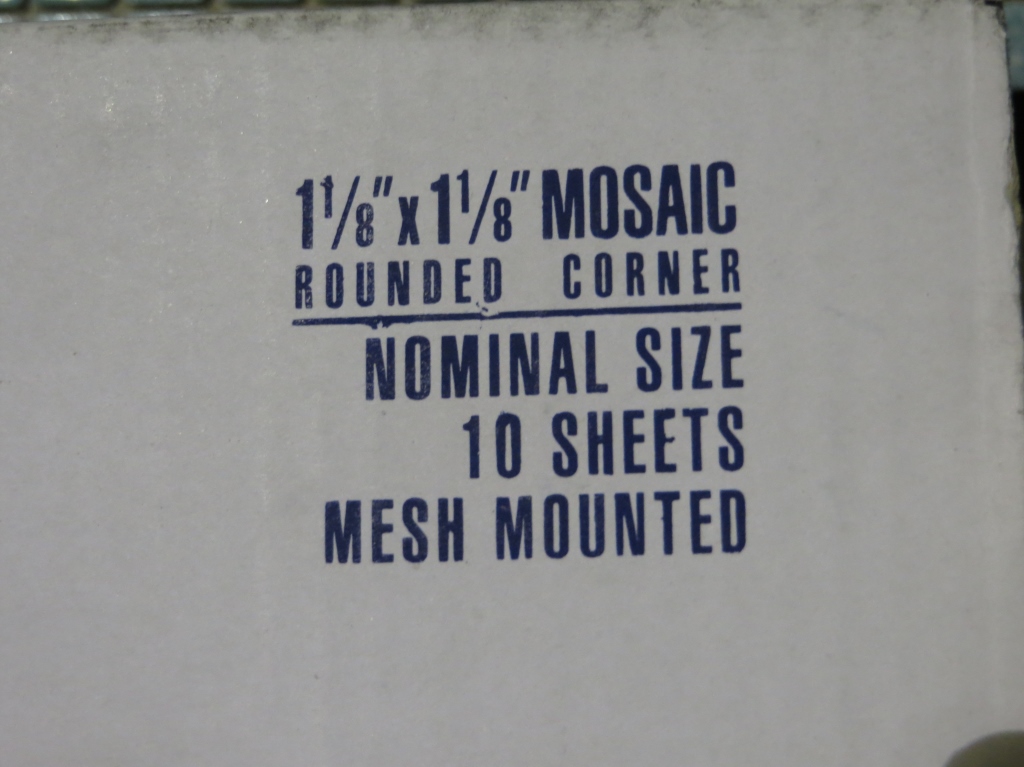 1 1/8" X 1 1/8" MOSAIC
ROUNDED CORNER
NOMINAL SIZE
10 SHEETS
MESH MOUNTED